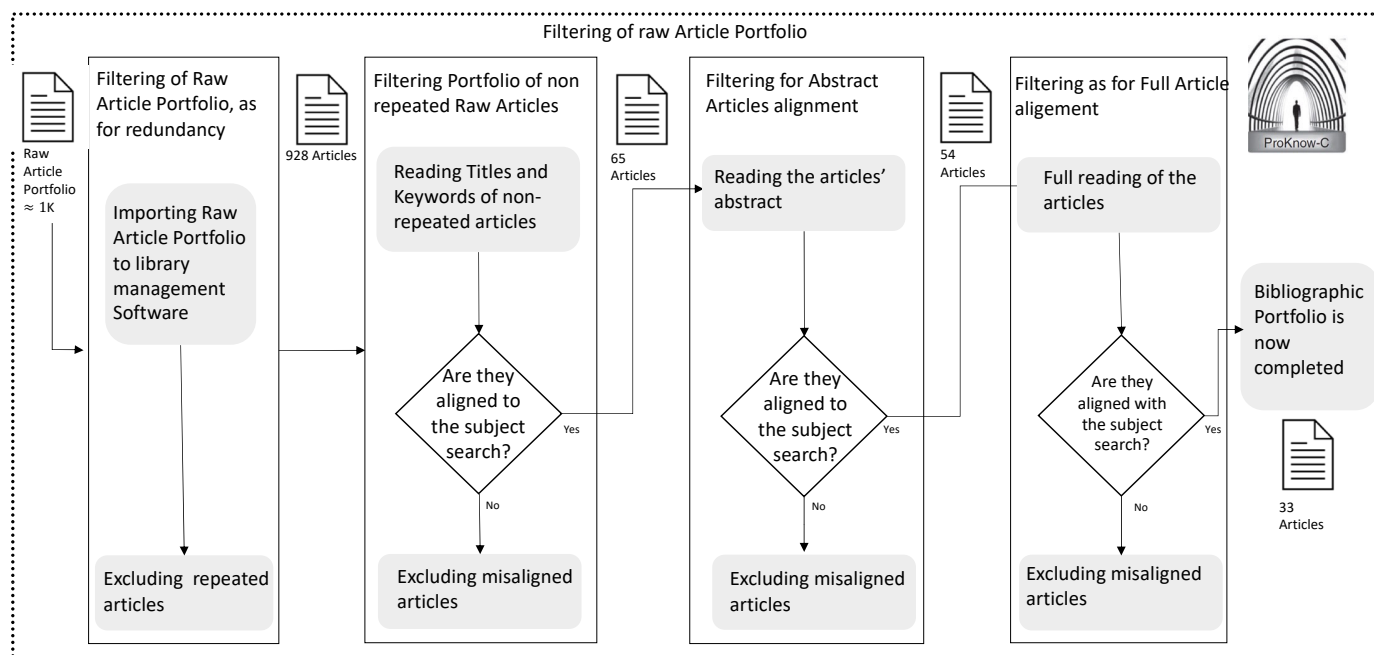 Filtering of raw Article Portfolio
Raw
Article
Portfolio
≈ 1K
Filtering of Raw
Article Portfolio, as
for redundancy
Importing Raw
Article Portfolio
to library
management
Software
Excluding repeated
articles
928 Articles
Filtering Portfolio of non
repeated Raw Articles
Reading Titles and
Keywords of non-
repeated articles
Are they
aligned to
the subject
search?
Yes
No
Excluding misaligned
articles
65
Articles
Filtering for Abstract
Articles alignment
Reading the articles’
abstract
Are they
aligned to
the subject
search?
Yes
No
Excluding misaligned
articles
54
Articles
Filtering as for Full Article
aligement
Full reading of the
articles
Are they
aligned with
the subject
search?
Yes
No
Excluding misaligned
articles
ProKnow-C
Bibliographic
Portfolio is
now
completed
33
Articles